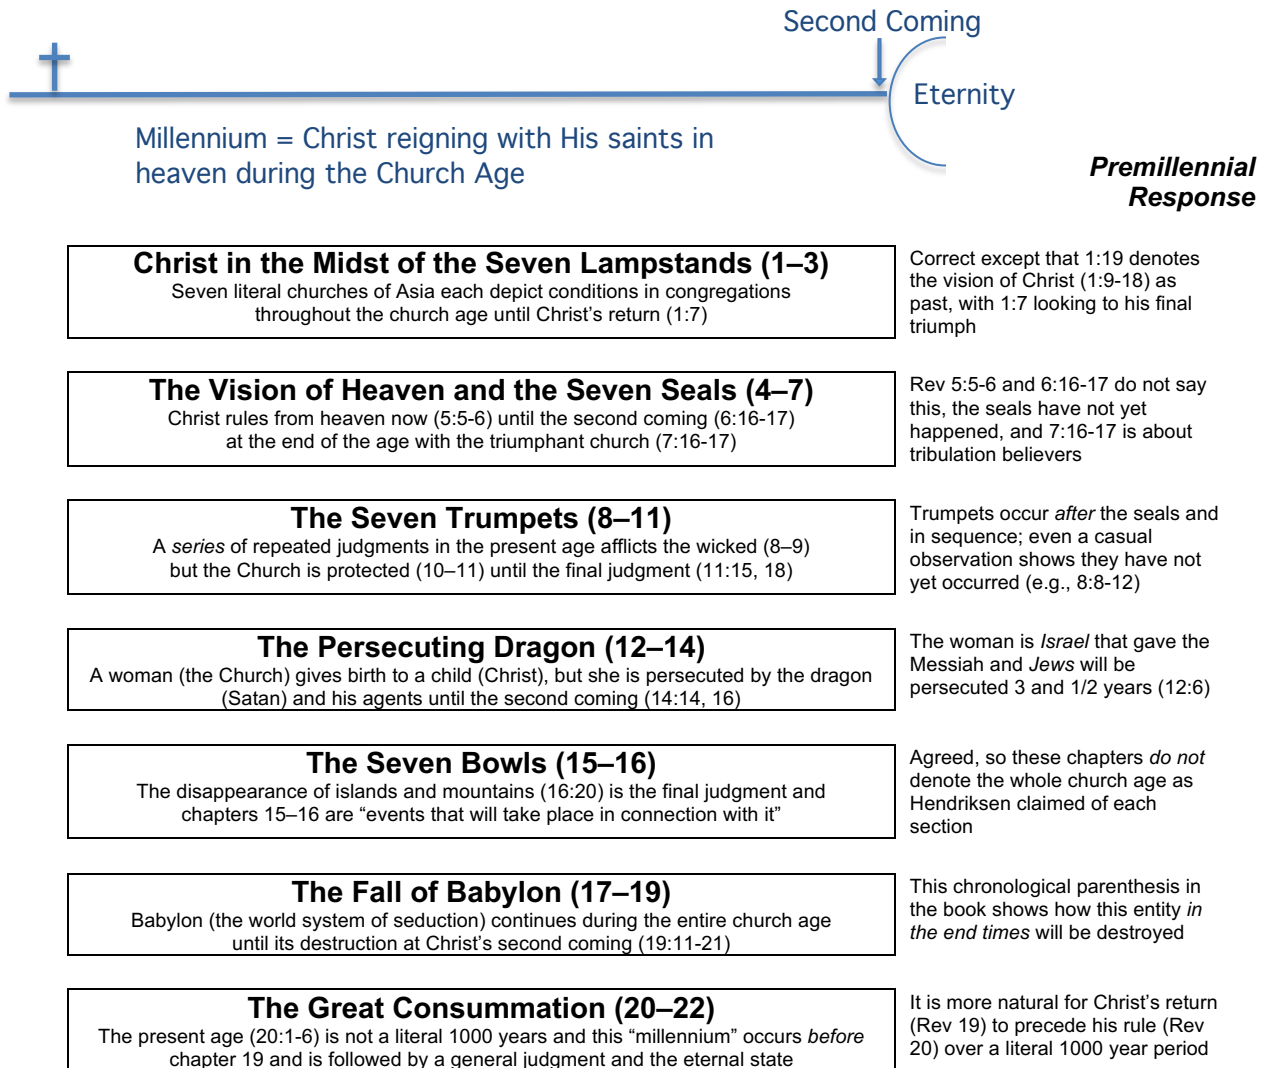 Second Coming
Eternity
Millennium = Christ reigning with His saints in
heaven during the Church Age
Premillennial
Response
Christ in the Midst of the Seven Lampstands (1–3)
Seven literal churches of Asia each depict conditions in congregations
throughout the church age until Christ’s return (1:7)
Correct except that 1:19 denotes
the vision of Christ (1:9-18) as
past, with 1:7 looking to his final
triumph
The Vision of Heaven and the Seven Seals (4–7)
Christ rules from heaven now (5:5-6) until the second coming (6:16-17)
at the end of the age with the triumphant church (7:16-17)
Rev 5:5-6 and 6:16-17 do not say
this, the seals have not yet
happened, and 7:16-17 is about
tribulation believers
The Seven Trumpets (8–11)
A series of repeated judgments in the present age afflicts the wicked (8–9)
but the Church is protected (10–11) until the final judgment (11:15, 18)
Trumpets occur after the seals and
in sequence; even a casual
observation shows they have not
yet occurred (e.g., 8:8-12)
The Persecuting Dragon (12–14)
A woman (the Church) gives birth to a child (Christ), but she is persecuted by the dragon
(Satan) and his agents until the second coming (14:14, 16)
The woman is Israel that gave the
Messiah and Jews will be
persecuted 3 and 1/2 years (12:6)
The Seven Bowls (15–16)
The disappearance of islands and mountains (16:20) is the final judgment and
chapters 15–16 are “events that will take place in connection with it”
Agreed, so these chapters do not
denote the whole church age as
Hendriksen claimed of each
section
The Fall of Babylon (17–19)
Babylon (the world system of seduction) continues during the entire church age
until its destruction at Christ’s second coming (19:11-21)
This chronological parenthesis in
the book shows how this entity in
the end times will be destroyed
The Great Consummation (20–22)
The present age (20:1-6) is not a literal 1000 years and this “millennium” occurs before
chapter 19 and is followed by a general judgment and the eternal state
It is more natural for Christ’s return
(Rev 19) to precede his rule (Rev
20) over a literal 1000 year period